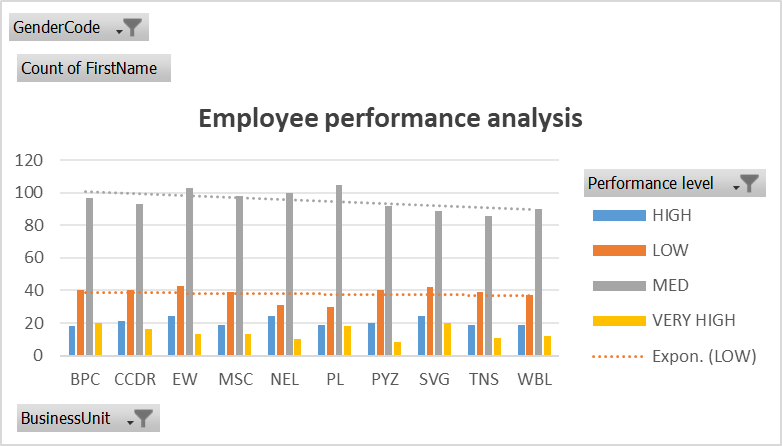 GenderCode
Count of FirstName
Employee performance analysis
120
100
80
60
40
20
0
BPC CCDR EW MSC NEL PL PYZ SVG TNS WBL
Performance level
HIGH
LOW
MED
VERY HIGH
Expon. (LOW)
BusinessUnit